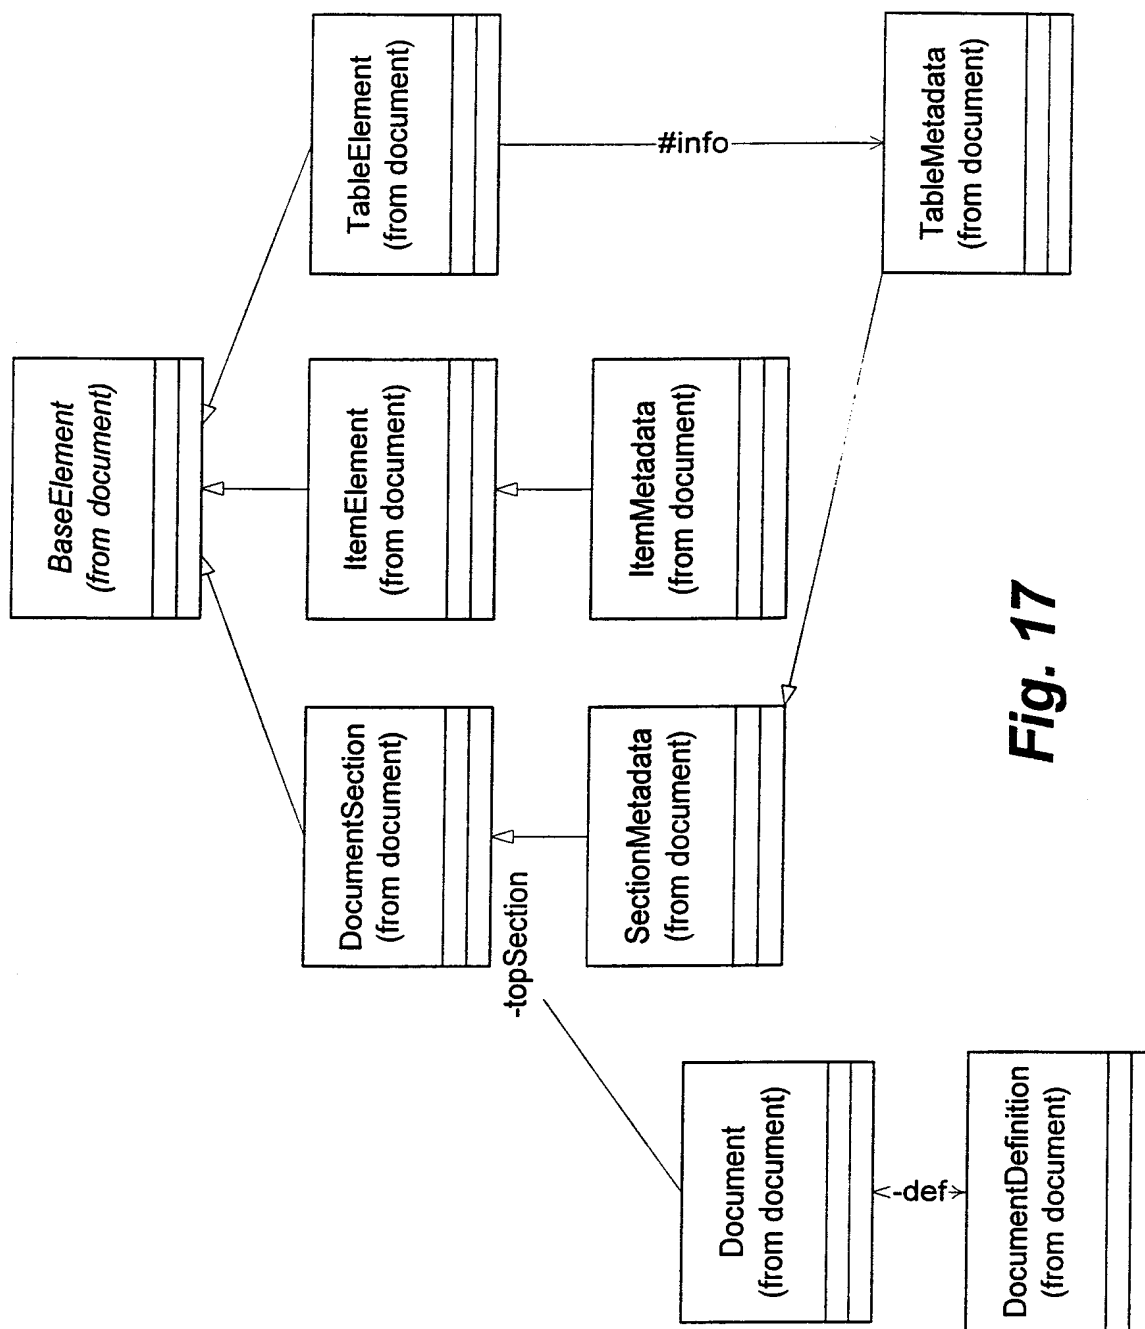 BaseElement
(from document)
DocumentSection
(from document)
ItemElement
(from document)
TableElement
(from document)
-topSection
#info
SectionMetadata
(from document)
ItemMetadata
(from document)
Document
(from document)
TableMetadata
(from document)
-def
DocumentDefinition
(from document)
Fig. 17